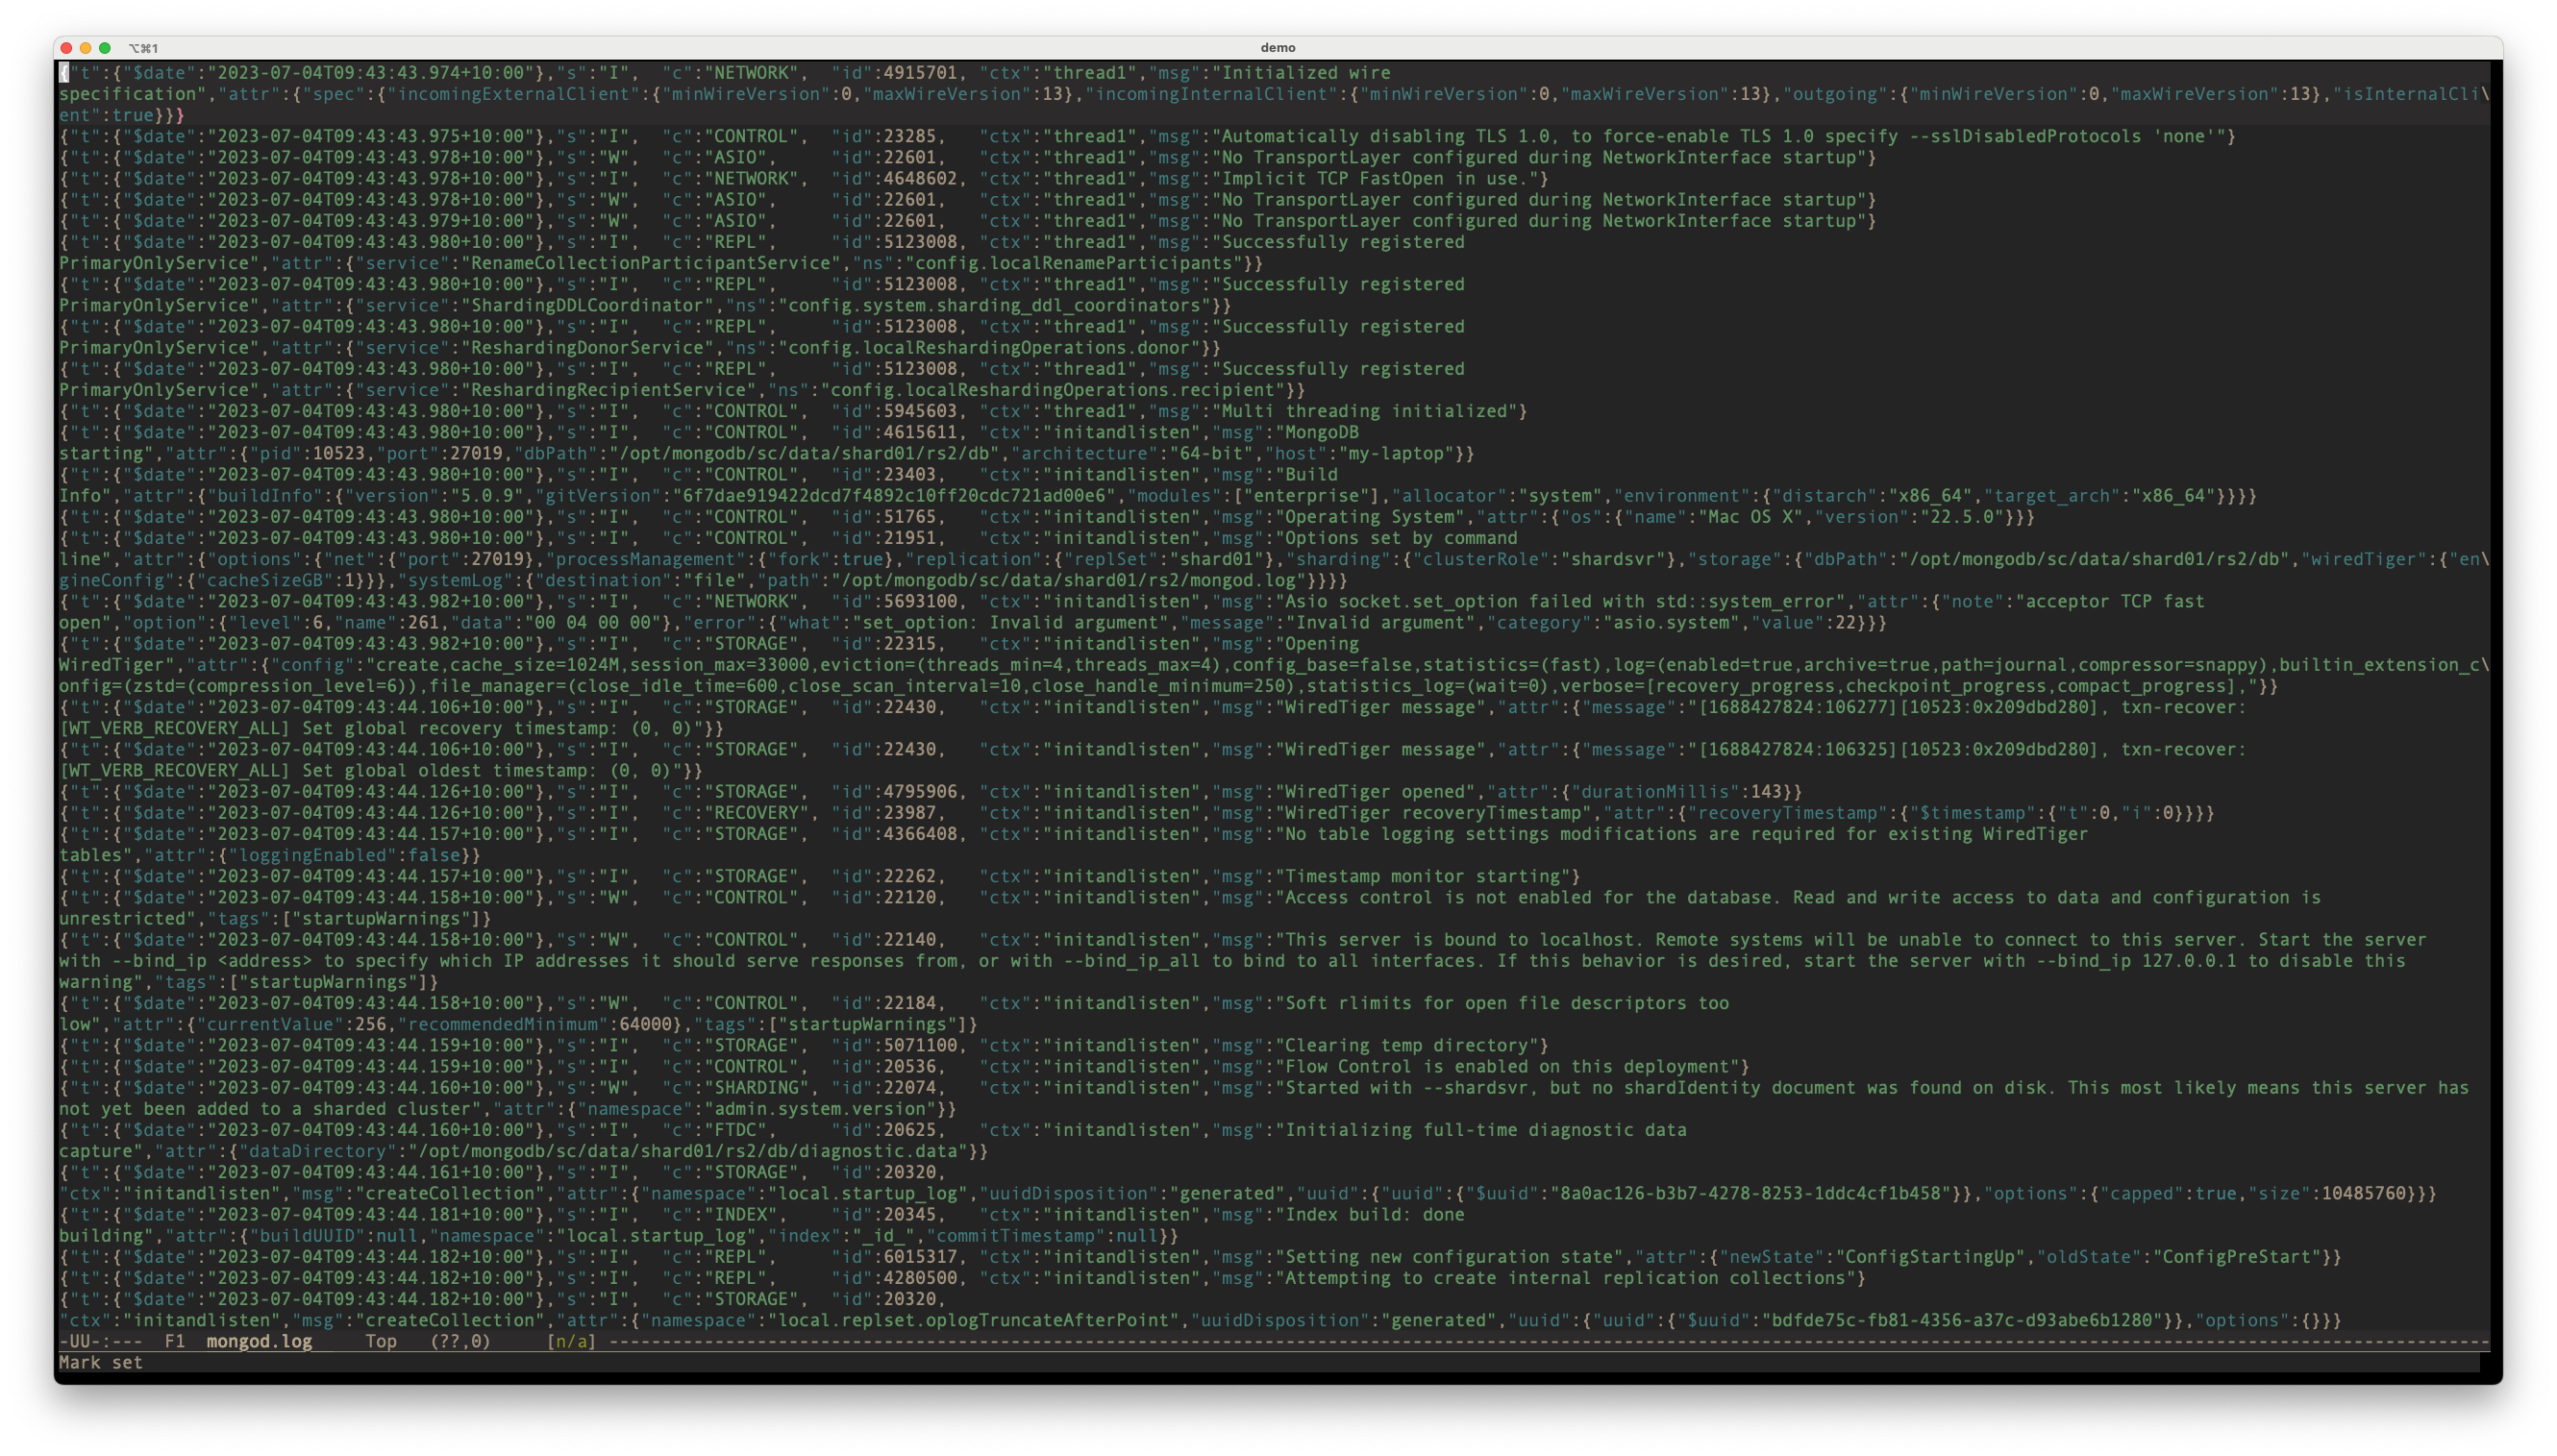 ⌥⌘1
demo
{"t":{"$date":"2023-07-04T09:43:43.974+10:00"},"s":"I",  "c":"NETWORK",  "id":4915701, "ctx":"thread1","msg":"Initialized wire
specification","attr":{"spec":{"incomingExternalClient":{"minWireVersion":0,"maxWireVersion":13},"incomingInternalClient":{"minWireVersion":0,"maxWireVersion":13},"outgoing":{"minWireVersion":0,"maxWireVersion":13},"isInternalCli\
ent":true}}}
{"t":{"$date":"2023-07-04T09:43:43.975+10:00"},"s":"I",  "c":"CONTROL",  "id":23285,   "ctx":"thread1","msg":"Automatically disabling TLS 1.0, to force-enable TLS 1.0 specify --sslDisabledProtocols 'none'"}
{"t":{"$date":"2023-07-04T09:43:43.978+10:00"},"s":"W",  "c":"ASIO",     "id":22601,   "ctx":"thread1","msg":"No TransportLayer configured during NetworkInterface startup"}
{"t":{"$date":"2023-07-04T09:43:43.978+10:00"},"s":"I",  "c":"NETWORK",  "id":4648602, "ctx":"thread1","msg":"Implicit TCP FastOpen in use."}
{"t":{"$date":"2023-07-04T09:43:43.978+10:00"},"s":"W",  "c":"ASIO",     "id":22601,   "ctx":"thread1","msg":"No TransportLayer configured during NetworkInterface startup"}
{"t":{"$date":"2023-07-04T09:43:43.979+10:00"},"s":"W",  "c":"ASIO",     "id":22601,   "ctx":"thread1","msg":"No TransportLayer configured during NetworkInterface startup"}
{"t":{"$date":"2023-07-04T09:43:43.980+10:00"},"s":"I",  "c":"REPL",     "id":5123008, "ctx":"thread1","msg":"Successfully registered
PrimaryOnlyService","attr":{"service":"RenameCollectionParticipantService","ns":"config.localRenameParticipants"}}
{"t":{"$date":"2023-07-04T09:43:43.980+10:00"},"s":"I",  "c":"REPL",     "id":5123008, "ctx":"thread1","msg":"Successfully registered
PrimaryOnlyService","attr":{"service":"ShardingDDLCoordinator","ns":"config.system.sharding_ddl_coordinators"}}
{"t":{"$date":"2023-07-04T09:43:43.980+10:00"},"s":"I",  "c":"REPL",     "id":5123008, "ctx":"thread1","msg":"Successfully registered
PrimaryOnlyService","attr":{"service":"ReshardingDonorService","ns":"config.localReshardingOperations.donor"}}
{"t":{"$date":"2023-07-04T09:43:43.980+10:00"},"s":"I",  "c":"REPL",     "id":5123008, "ctx":"thread1","msg":"Successfully registered
PrimaryOnlyService","attr":{"service":"ReshardingRecipientService","ns":"config.localReshardingOperations.recipient"}}
{"t":{"$date":"2023-07-04T09:43:43.980+10:00"},"s":"I",  "c":"CONTROL",  "id":5945603, "ctx":"thread1","msg":"Multi threading initialized"}
{"t":{"$date":"2023-07-04T09:43:43.980+10:00"},"s":"I",  "c":"CONTROL",  "id":4615611, "ctx":"initandlisten","msg":"MongoDB
starting","attr":{"pid":10523,"port":27019,"dbPath":"/opt/mongodb/sc/data/shard01/rs2/db","architecture":"64-bit","host":"my-laptop"}}
{"t":{"$date":"2023-07-04T09:43:43.980+10:00"},"s":"I",  "c":"CONTROL",  "id":23403,   "ctx":"initandlisten","msg":"Build
Info","attr":{"buildInfo":{"version":"5.0.9","gitVersion":"6f7dae919422dcd7f4892c10ff20cdc721ad00e6","modules":["enterprise"],"allocator":"system","environment":{"distarch":"x86_64","target_arch":"x86_64"}}}}
{"t":{"$date":"2023-07-04T09:43:43.980+10:00"},"s":"I",  "c":"CONTROL",  "id":51765,   "ctx":"initandlisten","msg":"Operating System","attr":{"os":{"name":"Mac OS X","version":"22.5.0"}}}
{"t":{"$date":"2023-07-04T09:43:43.980+10:00"},"s":"I",  "c":"CONTROL",  "id":21951,   "ctx":"initandlisten","msg":"Options set by command
line","attr":{"options":{"net":{"port":27019},"processManagement":{"fork":true},"replication":{"replSet":"shard01"},"sharding":{"clusterRole":"shardsvr"},"storage":{"dbPath":"/opt/mongodb/sc/data/shard01/rs2/db","wiredTiger":{"en\
gineConfig":{"cacheSizeGB":1}}},"systemLog":{"destination":"file","path":"/opt/mongodb/sc/data/shard01/rs2/mongod.log"}}}}
{"t":{"$date":"2023-07-04T09:43:43.982+10:00"},"s":"I",  "c":"NETWORK",  "id":5693100, "ctx":"initandlisten","msg":"Asio socket.set_option failed with std::system_error","attr":{"note":"acceptor TCP fast
open","option":{"level":6,"name":261,"data":"00 04 00 00"},"error":{"what":"set_option: Invalid argument","message":"Invalid argument","category":"asio.system","value":22}}}
{"t":{"$date":"2023-07-04T09:43:43.982+10:00"},"s":"I",  "c":"STORAGE",  "id":22315,   "ctx":"initandlisten","msg":"Opening
WiredTiger","attr":{"config":"create,cache_size=1024M,session_max=33000,eviction=(threads_min=4,threads_max=4),config_base=false,statistics=(fast),log=(enabled=true,archive=true,path=journal,compressor=snappy),builtin_extension_c\
onfig=(zstd=(compression_level=6)),file_manager=(close_idle_time=600,close_scan_interval=10,close_handle_minimum=250),statistics_log=(wait=0),verbose=[recovery_progress,checkpoint_progress,compact_progress],"}}
{"t":{"$date":"2023-07-04T09:43:44.106+10:00"},"s":"I",  "c":"STORAGE",  "id":22430,   "ctx":"initandlisten","msg":"WiredTiger message","attr":{"message":"[1688427824:106277][10523:0x209dbd280], txn-recover:
[WT_VERB_RECOVERY_ALL] Set global recovery timestamp: (0, 0)"}}
{"t":{"$date":"2023-07-04T09:43:44.106+10:00"},"s":"I",  "c":"STORAGE",  "id":22430,   "ctx":"initandlisten","msg":"WiredTiger message","attr":{"message":"[1688427824:106325][10523:0x209dbd280], txn-recover:
[WT_VERB_RECOVERY_ALL] Set global oldest timestamp: (0, 0)"}}
{"t":{"$date":"2023-07-04T09:43:44.126+10:00"},"s":"I",  "c":"STORAGE",  "id":4795906, "ctx":"initandlisten","msg":"WiredTiger opened","attr":{"durationMillis":143}}
{"t":{"$date":"2023-07-04T09:43:44.126+10:00"},"s":"I",  "c":"RECOVERY", "id":23987,   "ctx":"initandlisten","msg":"WiredTiger recoveryTimestamp","attr":{"recoveryTimestamp":{"$timestamp":{"t":0,"i":0}}}}
{"t":{"$date":"2023-07-04T09:43:44.157+10:00"},"s":"I",  "c":"STORAGE",  "id":4366408, "ctx":"initandlisten","msg":"No table logging settings modifications are required for existing WiredTiger
tables","attr":{"loggingEnabled":false}}
{"t":{"$date":"2023-07-04T09:43:44.157+10:00"},"s":"I",  "c":"STORAGE",  "id":22262,   "ctx":"initandlisten","msg":"Timestamp monitor starting"}
{"t":{"$date":"2023-07-04T09:43:44.158+10:00"},"s":"W",  "c":"CONTROL",  "id":22120,   "ctx":"initandlisten","msg":"Access control is not enabled for the database. Read and write access to data and configuration is
unrestricted","tags":["startupWarnings"]}
{"t":{"$date":"2023-07-04T09:43:44.158+10:00"},"s":"W",  "c":"CONTROL",  "id":22140,   "ctx":"initandlisten","msg":"This server is bound to localhost. Remote systems will be unable to connect to this server. Start the server
with --bind_ip <address> to specify which IP addresses it should serve responses from, or with --bind_ip_all to bind to all interfaces. If this behavior is desired, start the server with --bind_ip 127.0.0.1 to disable this
warning","tags":["startupWarnings"]}
{"t":{"$date":"2023-07-04T09:43:44.158+10:00"},"s":"W",  "c":"CONTROL",  "id":22184,   "ctx":"initandlisten","msg":"Soft rlimits for open file descriptors too
low","attr":{"currentValue":256,"recommendedMinimum":64000},"tags":["startupWarnings"]}
{"t":{"$date":"2023-07-04T09:43:44.159+10:00"},"s":"I",  "c":"STORAGE",  "id":5071100, "ctx":"initandlisten","msg":"Clearing temp directory"}
{"t":{"$date":"2023-07-04T09:43:44.159+10:00"},"s":"I",  "c":"CONTROL",  "id":20536,   "ctx":"initandlisten","msg":"Flow Control is enabled on this deployment"}
{"t":{"$date":"2023-07-04T09:43:44.160+10:00"},"s":"W",  "c":"SHARDING", "id":22074,   "ctx":"initandlisten","msg":"Started with --shardsvr, but no shardIdentity document was found on disk. This most likely means this server has
not yet been added to a sharded cluster","attr":{"namespace":"admin.system.version"}}
{"t":{"$date":"2023-07-04T09:43:44.160+10:00"},"s":"I",  "c":"FTDC",     "id":20625,   "ctx":"initandlisten","msg":"Initializing full-time diagnostic data
capture","attr":{"dataDirectory":"/opt/mongodb/sc/data/shard01/rs2/db/diagnostic.data"}}
{"t":{"$date":"2023-07-04T09:43:44.161+10:00"},"s":"I",  "c":"STORAGE",  "id":20320,
"ctx":"initandlisten","msg":"createCollection","attr":{"namespace":"local.startup_log","uuidDisposition":"generated","uuid":{"uuid":{"$uuid":"8a0ac126-b3b7-4278-8253-1ddc4cf1b458"}},"options":{"capped":true,"size":10485760}}}
{"t":{"$date":"2023-07-04T09:43:44.181+10:00"},"s":"I",  "c":"INDEX",    "id":20345,   "ctx":"initandlisten","msg":"Index build: done
building","attr":{"buildUUID":null,"namespace":"local.startup_log","index":"_id_","commitTimestamp":null}}
{"t":{"$date":"2023-07-04T09:43:44.182+10:00"},"s":"I",  "c":"REPL",     "id":6015317, "ctx":"initandlisten","msg":"Setting new configuration state","attr":{"newState":"ConfigStartingUp","oldState":"ConfigPreStart"}}
{"t":{"$date":"2023-07-04T09:43:44.182+10:00"},"s":"I",  "c":"REPL",     "id":4280500, "ctx":"initandlisten","msg":"Attempting to create internal replication collections"}
{"t":{"$date":"2023-07-04T09:43:44.182+10:00"},"s":"I",  "c":"STORAGE",  "id":20320,
"ctx":"initandlisten","msg":"createCollection","attr":{"namespace":"local.replset.oplogTruncateAfterPoint","uuidDisposition":"generated","uuid":{"uuid":{"$uuid":"bdfde75c-fb81-4356-a37c-d93abe6b1280"}},"options":{}}}
-UU-:---  F1  mongod.log     Top   (??,0)     [n/a] ----------
Mark set